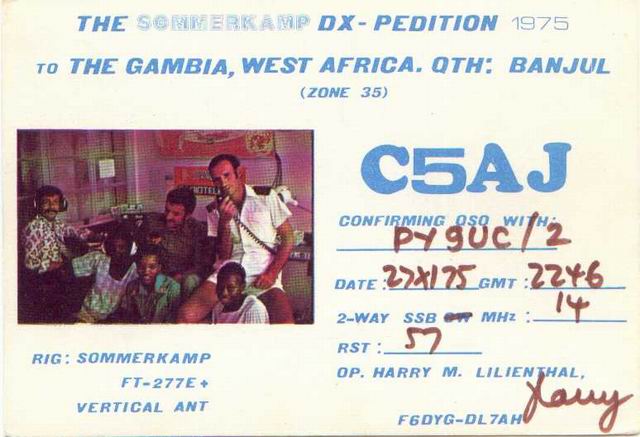 THE SOMMERKAMP DX-PEDITION 1975
TO THE GAMBIA, WEST AFRICA. QTH: BANJUL
(ZONE 35)
C5AJ
CONFIRMING QSO WITH:
PY9UC/2
DATE: 27X175 GMT: 2246
2-WAY SSB CW MHz: 14
RST: 57
OP. HARRY M. LILIENTHAL,
Harry
F6DYG-DL7AH
RIG: SOMMERKAMP
FT-277E+
VERTICAL ANT